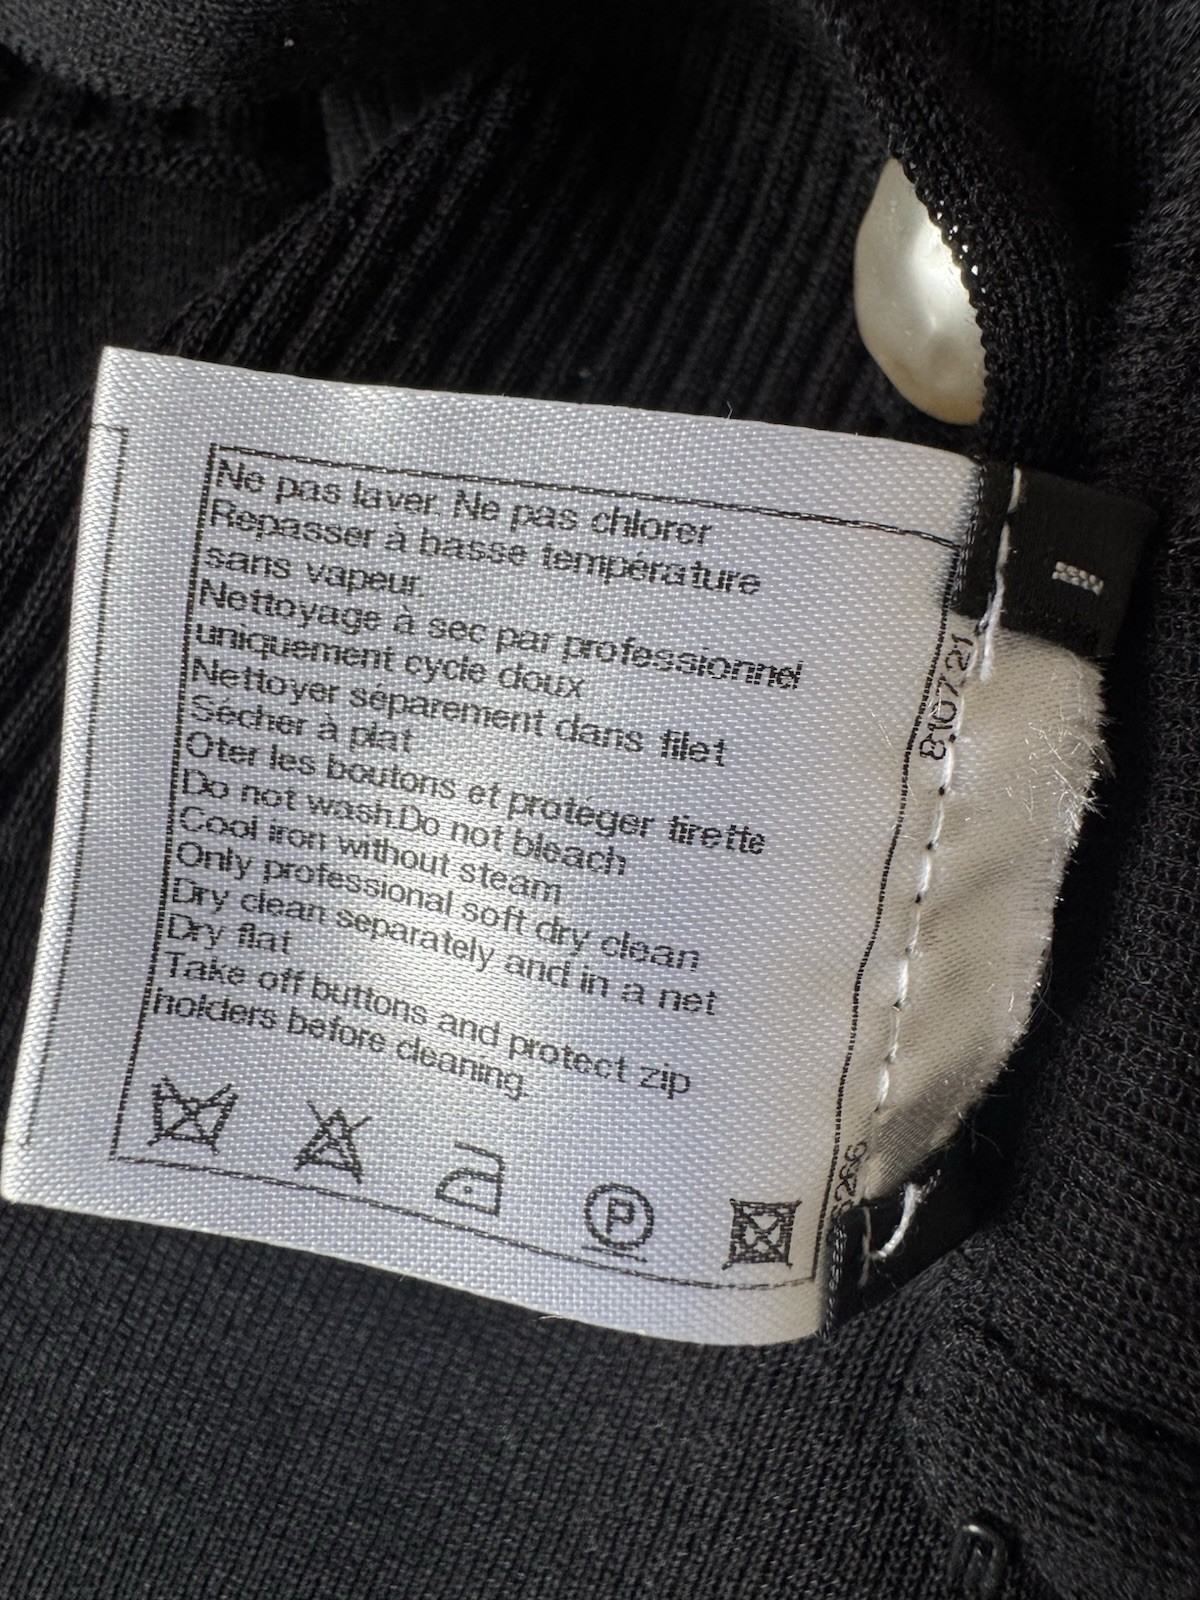 Ne pas laver. Ne pas chlorer
Repasser à basse température
sans vapeur.
Nettoyage à sec par professionnel
uniquement cycle doux
Nettoyer séparement dans filet
Secher à plat
Oter les boutons et protéger tirette
Do not wash.Do not bleach
Cool iron without steam
Only professional soft dry clean
Dry clean separately and in a net
Dry flat
Take off buttons and protect zip
holders before cleaning.
P